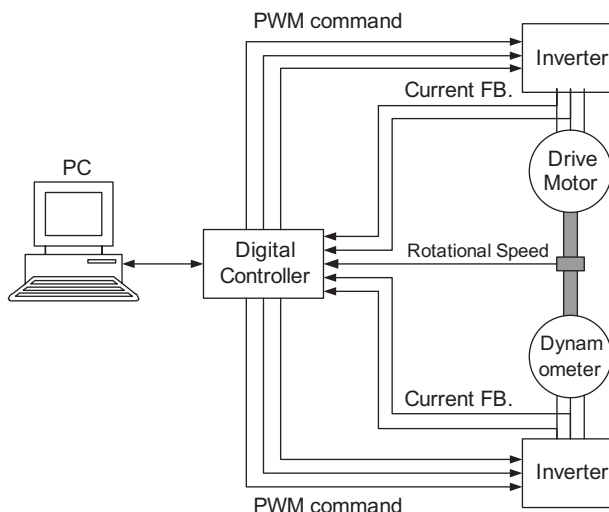 PWM command
Inverter
Current FB.
PC
Drive
Motor
Digital
Controller
Rotational Speed
Dynam
ometer
Current FB.
Inverter
PWM command